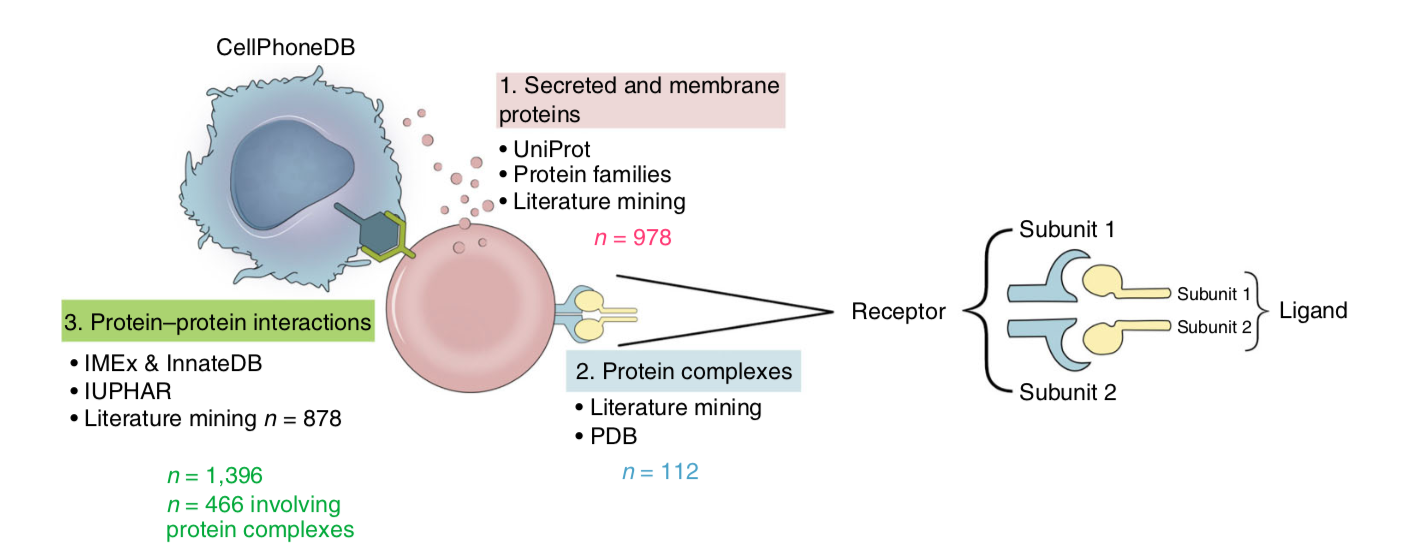 CellPhoneDB
1. Secreted and membrane
proteins
• UniProt
• Protein families
• Literature mining
n = 978
3. Protein–protein interactions
• IMEx & InnateDB
• IUPHAR
• Literature mining n = 878
n = 1,396
n = 466 involving
protein complexes
2. Protein complexes
• Literature mining
• PDB
n = 112
Receptor
Subunit 1
Subunit 2
Subunit 1
Subunit 2
Ligand